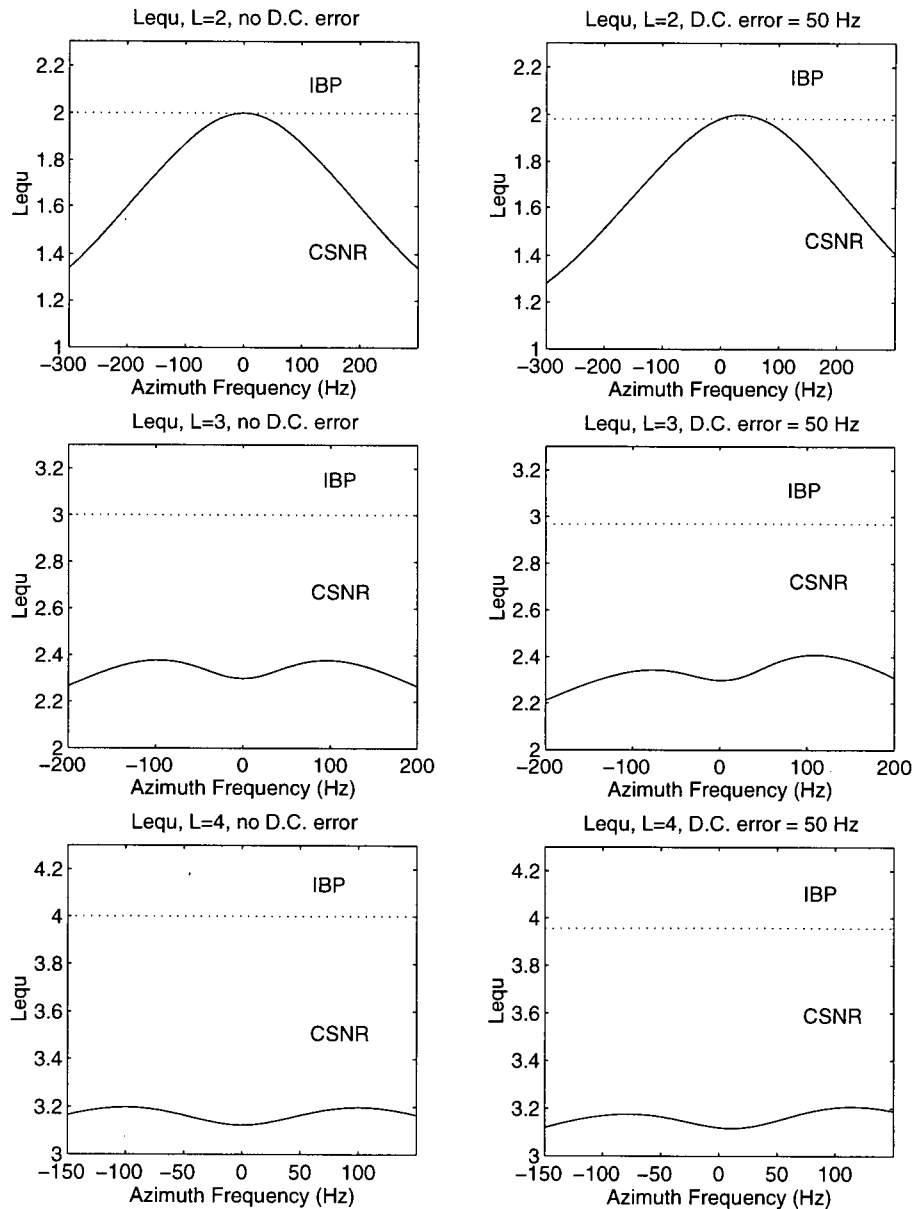 Lequ, L=2, no D.C. error
2.2
2
1.8
1.6
1.4
1.2
1
Lequ
IBP
CSNR
−300 −200 −100 0 100 200
Azimuth Frequency (Hz)
Lequ, L=2, D.C. error = 50 Hz
2.2
2
1.8
1.6
1.4
1.2
1
Lequ
IBP
CSNR
−300 −200 −100 0 100 200
Azimuth Frequency (Hz)
Lequ, L=3, no D.C. error
3.2
3
2.8
2.6
2.4
2.2
2
Lequ
IBP
CSNR
−200 −100 0 100 200
Azimuth Frequency (Hz)
Lequ, L=3, D.C. error = 50 Hz
3.2
3
2.8
2.6
2.4
2.2
2
Lequ
IBP
CSNR
−200 −100 0 100 200
Azimuth Frequency (Hz)
Lequ, L=4, no D.C. error
4.2
4
3.8
3.6
3.4
3.2
3
Lequ
IBP
CSNR
−150 −100 −50 0 50 100
Azimuth Frequency (Hz)
Lequ, L=4, D.C. error = 50 Hz
4.2
4
3.8
3.6
3.4
3.2
3
Lequ
IBP
CSNR
−150 −100 −50 0 50 100
Azimuth Frequency (Hz)